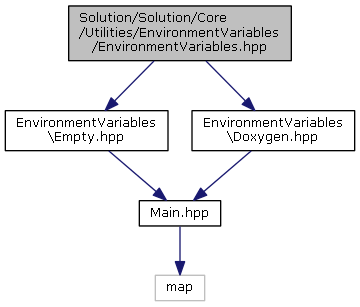 Solution/Solution/Core
/Utilities/EnvironmentVariables
/EnvironmentVariables.hpp
EnvironmentVariables
\Empty.hpp
EnvironmentVariables
\Doxygen.hpp
Main.hpp
map